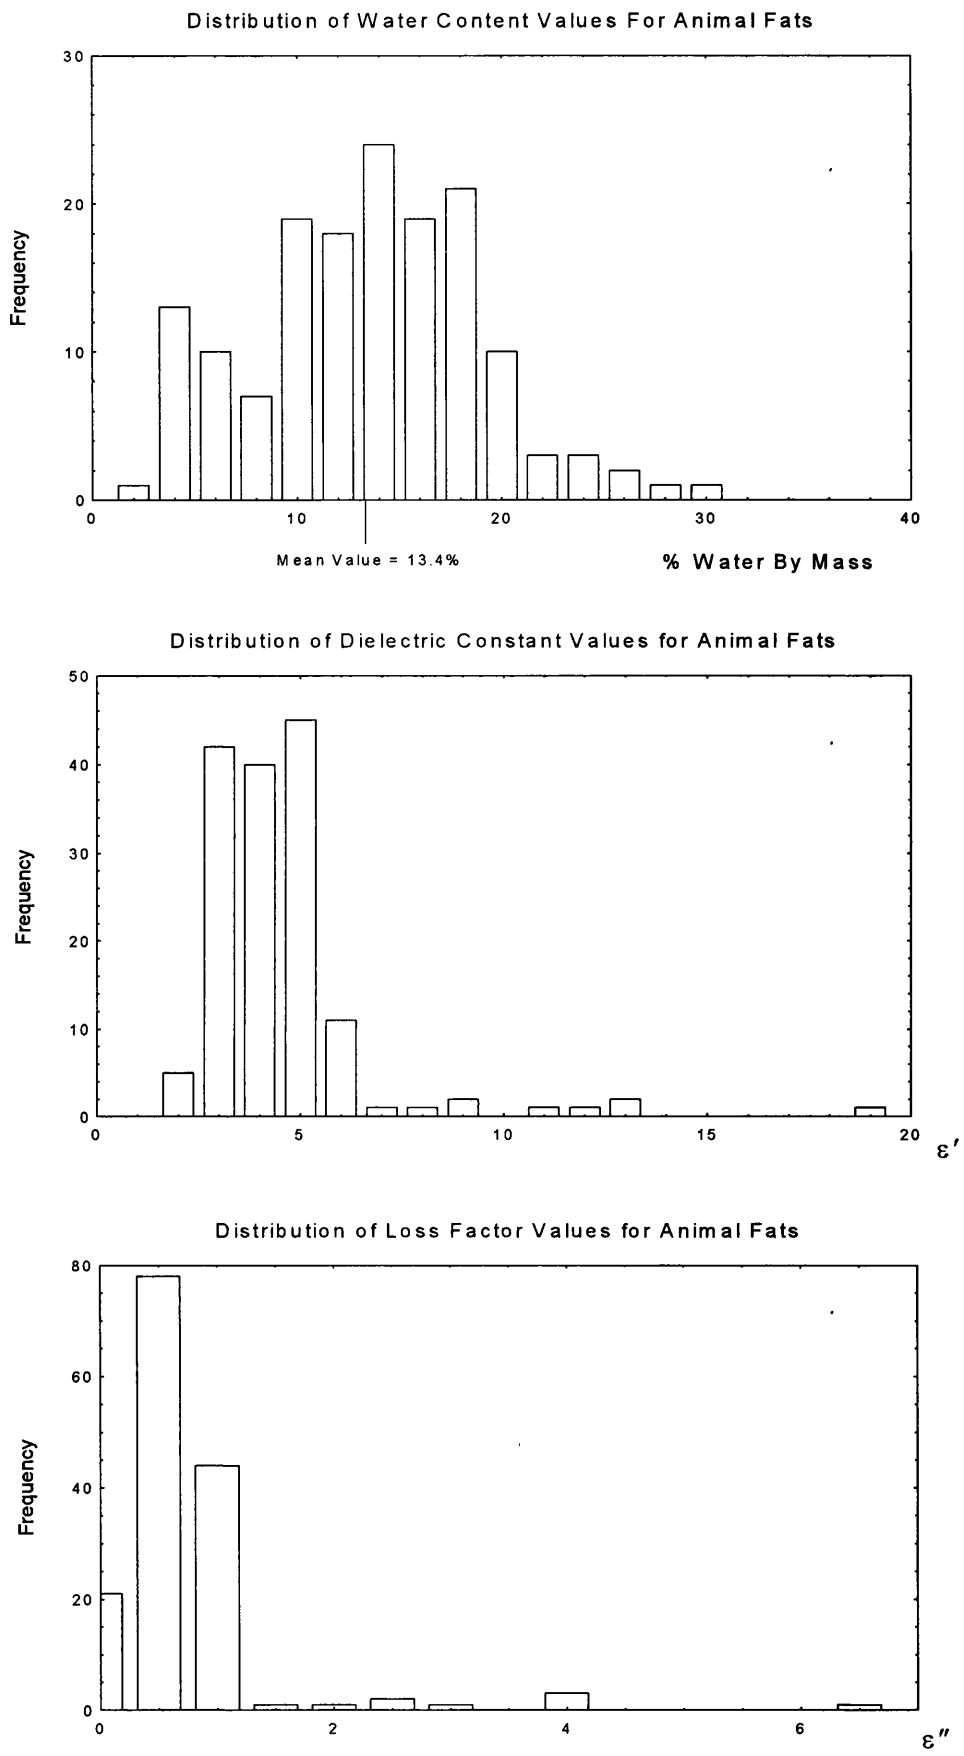 Distribution of Water Content Values For Animal Fats
30
20
10
0
Frequency
0 10 20 30 40
Mean Value = 13.4%
% Water By Mass
Distribution of Dielectric Constant Values for Animal Fats
50
40
30
20
10
0
Frequency
0 5 10 15 20
ε′
Distribution of Loss Factor Values for Animal Fats
80
60
40
20
0
Frequency
0 2 4 6
ε″